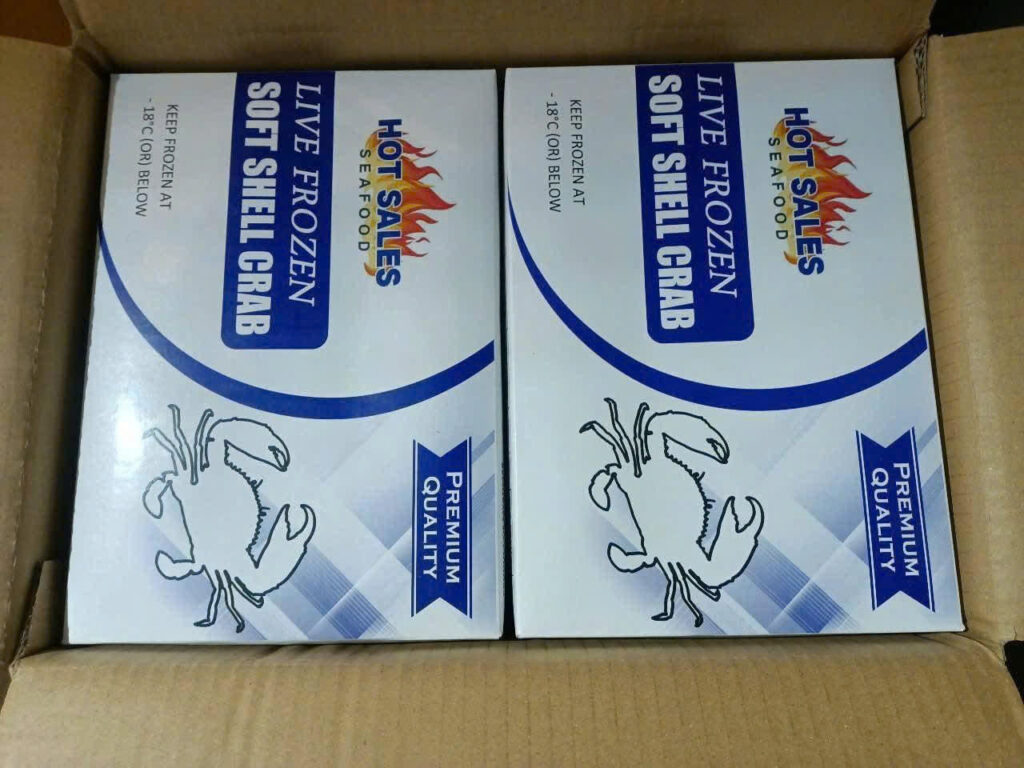 HOT SALES
SEAFOOD
LIVE FROZEN
SOFT SHELL CRAB
KEEP FROZEN AT
- 18°C (OR) BELOW
PREMIUM
QUALITY
HOT SALES
SEAFOOD
LIVE FROZEN
SOFT SHELL CRAB
KEEP FROZEN AT
- 18°C (OR) BELOW
PREMIUM
QUALITY